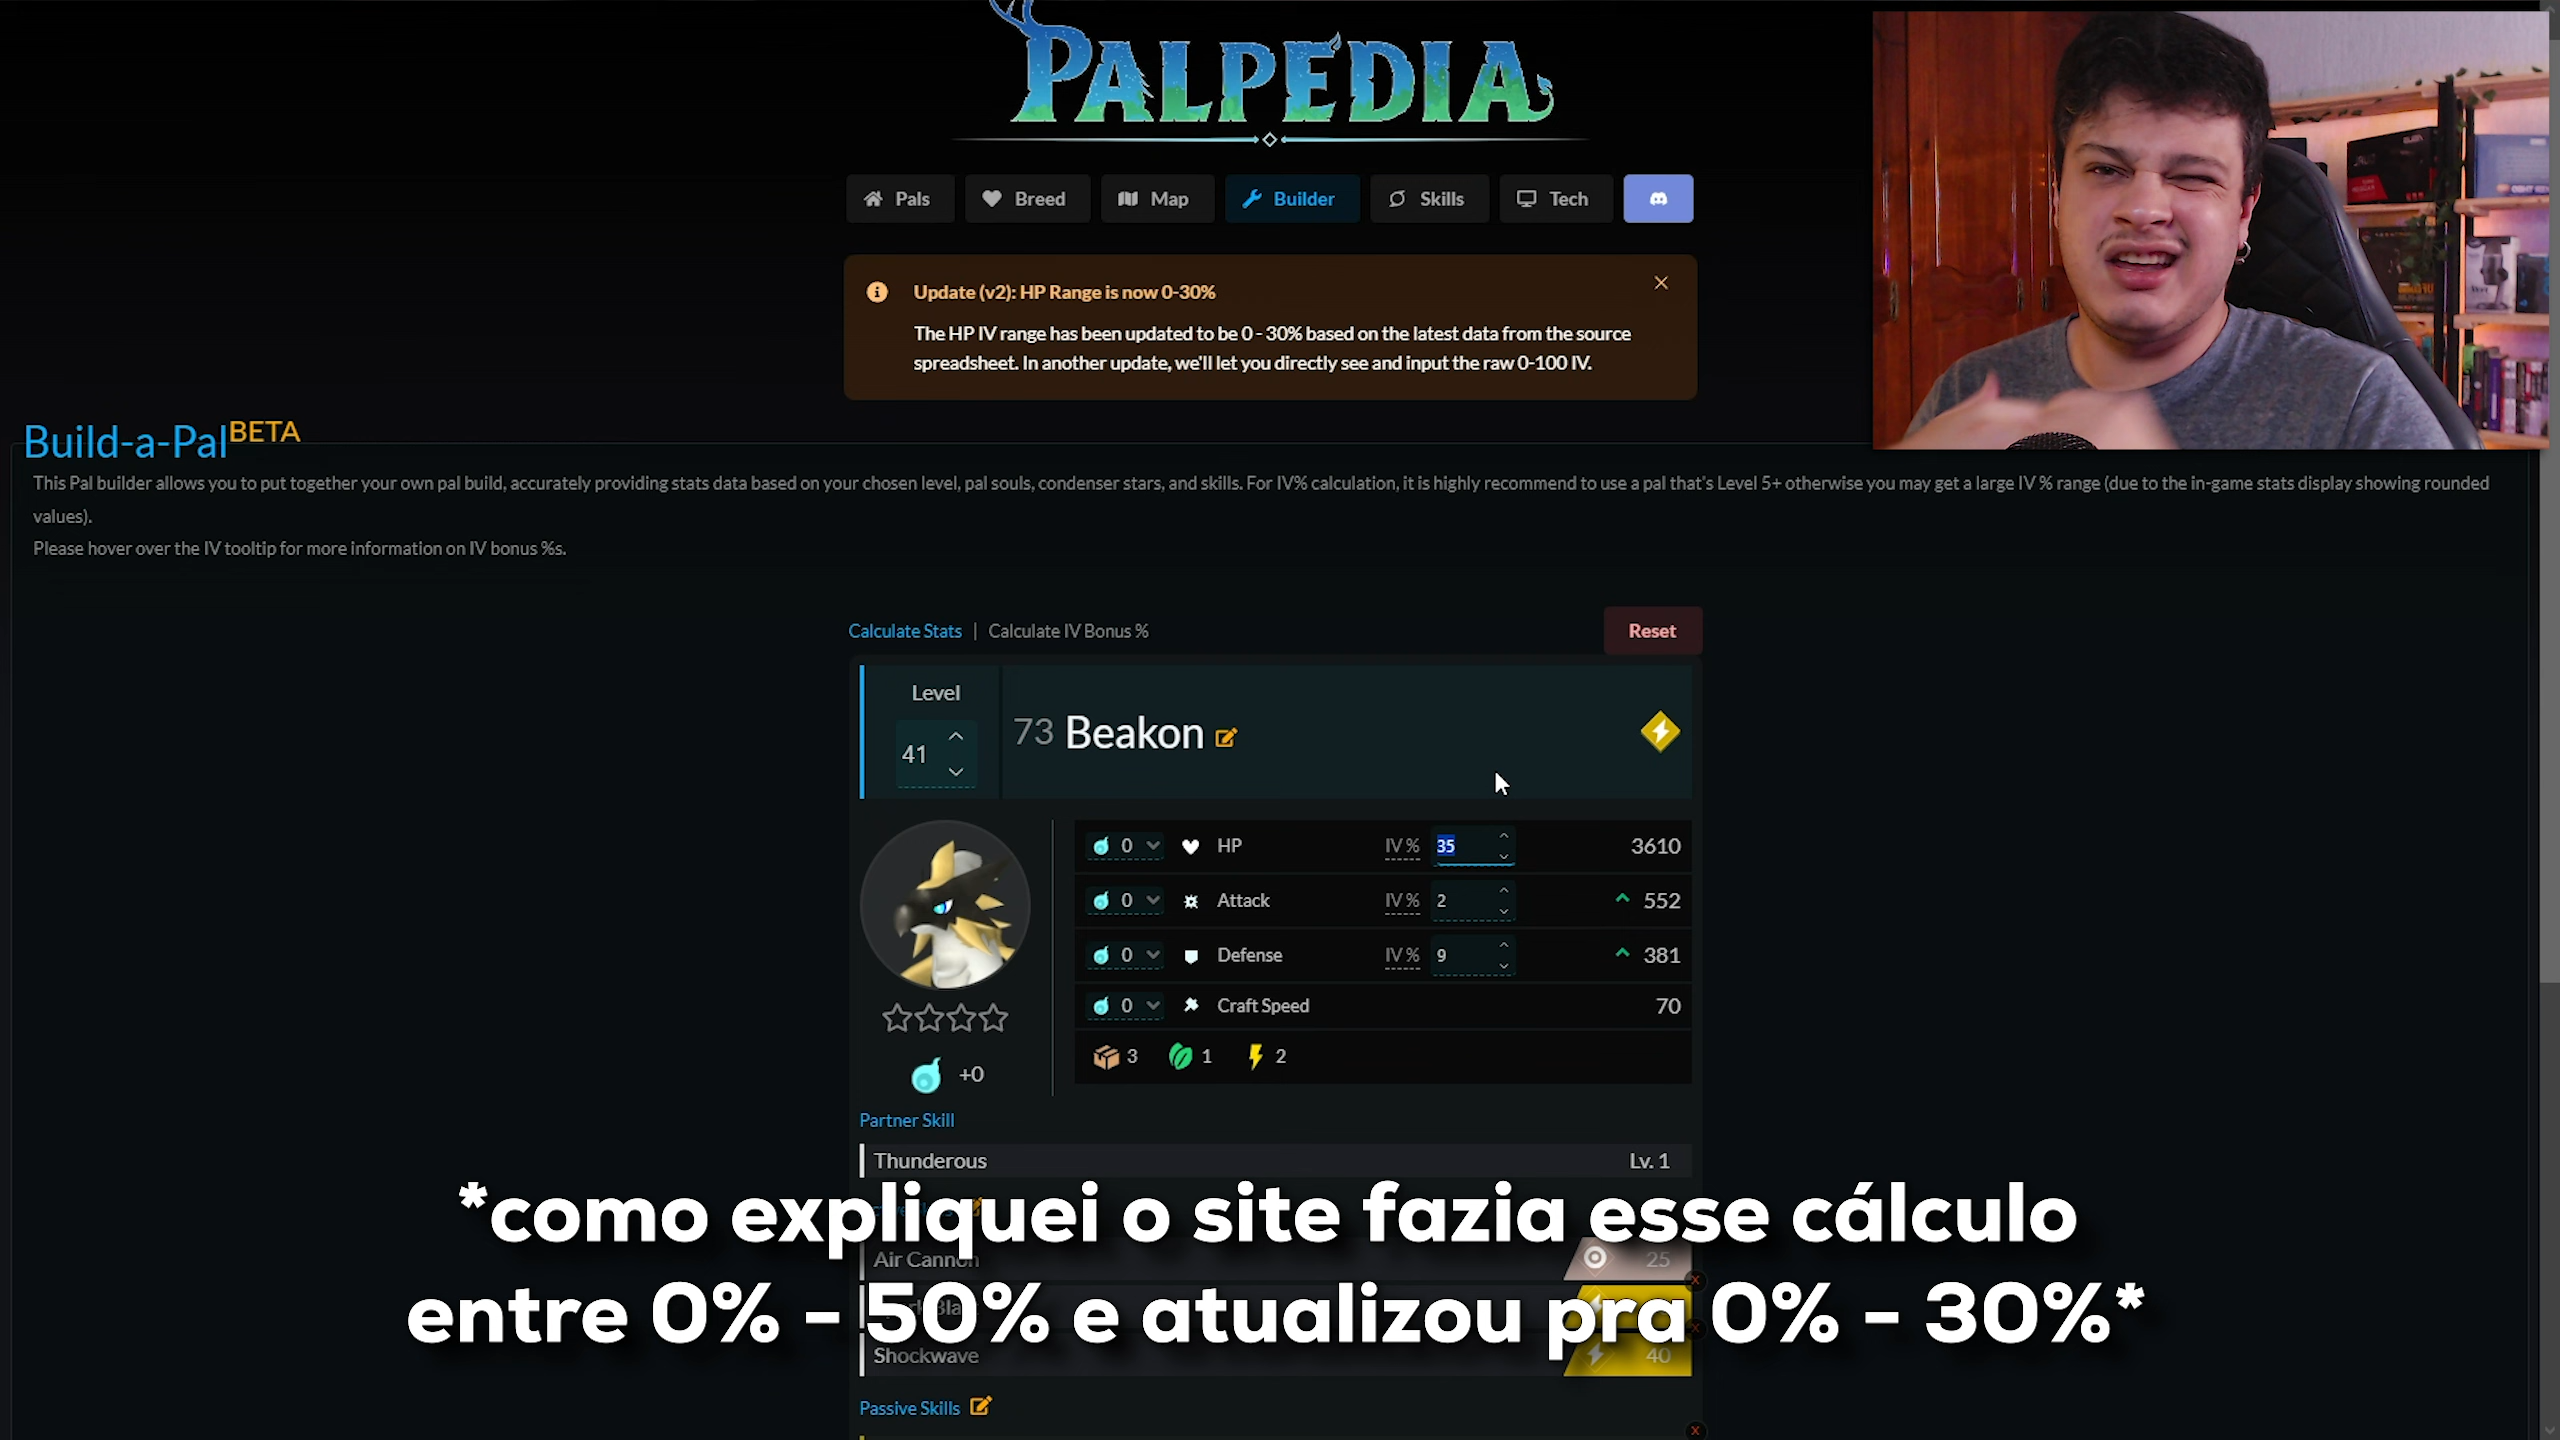 PALPEDIA
Pals Breed Map Builder Skills Tech
Update (v2): HP Range is now 0-30%
The HP IV range has been updated to be 0 - 30% based on the latest data from the source
spreadsheet. In another update, we'll let you directly see and input the raw 0-100 IV.
Build-a-Pal BETA
This Pal builder allows you to put together your own pal build, accurately providing stats data based on your chosen level, pal souls, condenser stars, and skills. For IV% calculation, it is highly recommend to use a pal that's Level 5+ otherwise you may get a large IV % range (due to the in-game stats display showing rounded
values).
Please hover over the IV tooltip for more information on IV bonus %s.
Calculate Stats | Calculate IV Bonus %
Reset
Level
41
73 Beakon
0 HP IV % 35 3610
0 Attack IV % 2 552
0 Defense IV % 9 381
0 Craft Speed 70
3 1 2
+0
Partner Skill
Thunderous Lv. 1
*como expliquei o site fazia esse cálculo
Air Cannon 25
entre 0% - 50% e atualizou pra 0% - 30%*
Shockwave 40
Passive Skills